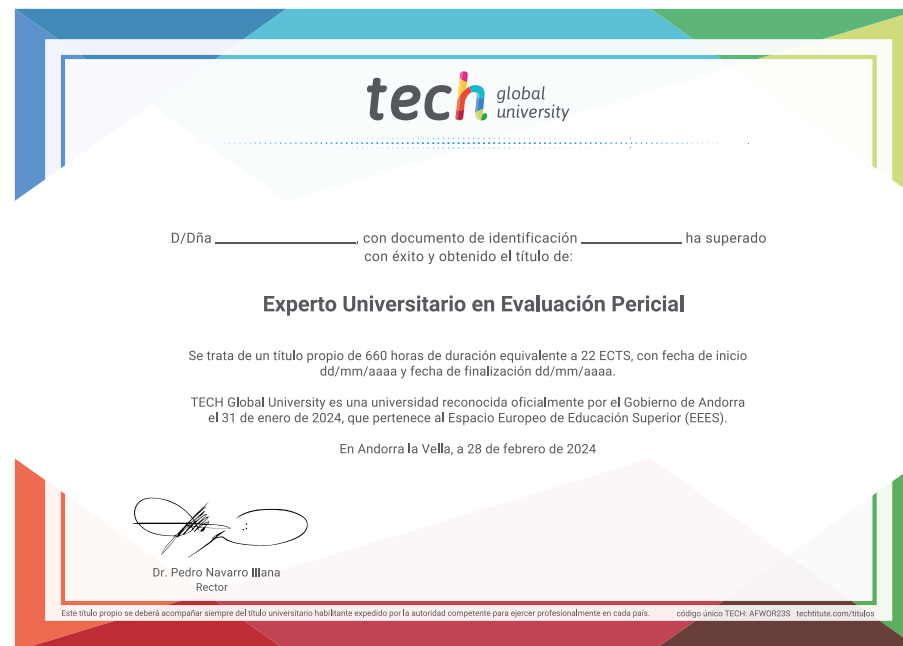 tech global university
D/Dña ______________, con documento de identificación __________ ha superado
con éxito y obtenido el título de:
Experto Universitario en Evaluación Pericial
Se trata de un título propio de 660 horas de duración equivalente a 22 ECTS, con fecha de inicio
dd/mm/aaaa y fecha de finalización dd/mm/aaaa.
TECH Global University es una universidad reconocida oficialmente por el Gobierno de Andorra
el 31 de enero de 2024, que pertenece al Espacio Europeo de Educación Superior (EEES).
En Andorra la Vella, a 28 de febrero de 2024
Dr. Pedro Navarro Illana
Rector
Este título propio se deberá acompañar siempre del título universitario habilitante expedido por la autoridad competente para ejercer profesionalmente en cada país. código único TECH: AFWOR23S techtitute.com/titulos